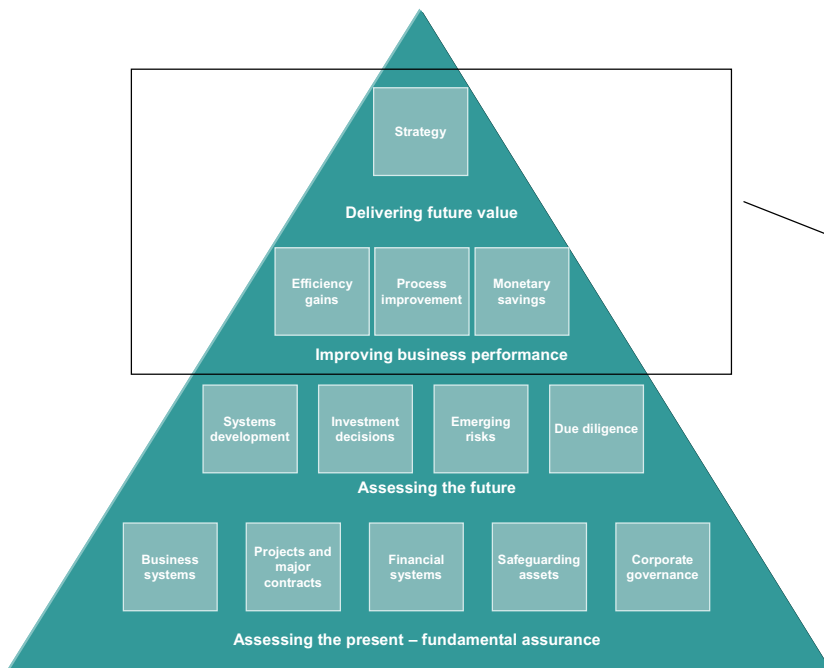 Strategy
Delivering future value
Efficiency
gains
Process
improvement
Monetary
savings
Improving business performance
Systems
development
Investment
decisions
Emerging
risks
Due diligence
Assessing the future
Business
systems
Projects and
major
contracts
Financial
systems
Safeguarding
assets
Corporate
governance
Assessing the present – fundamental assurance